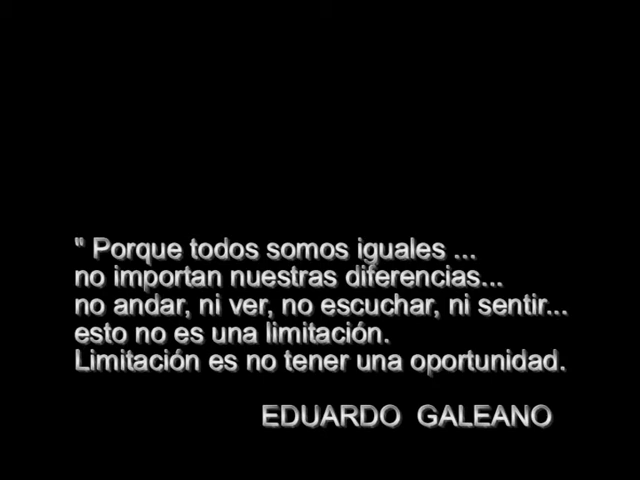 " Porque todos somos iguales ...
no importan nuestras diferencias...
no andar, ni ver, no escuchar, ni sentir...
esto no es una limitación.
Limitación es no tener una oportunidad.
EDUARDO GALEANO